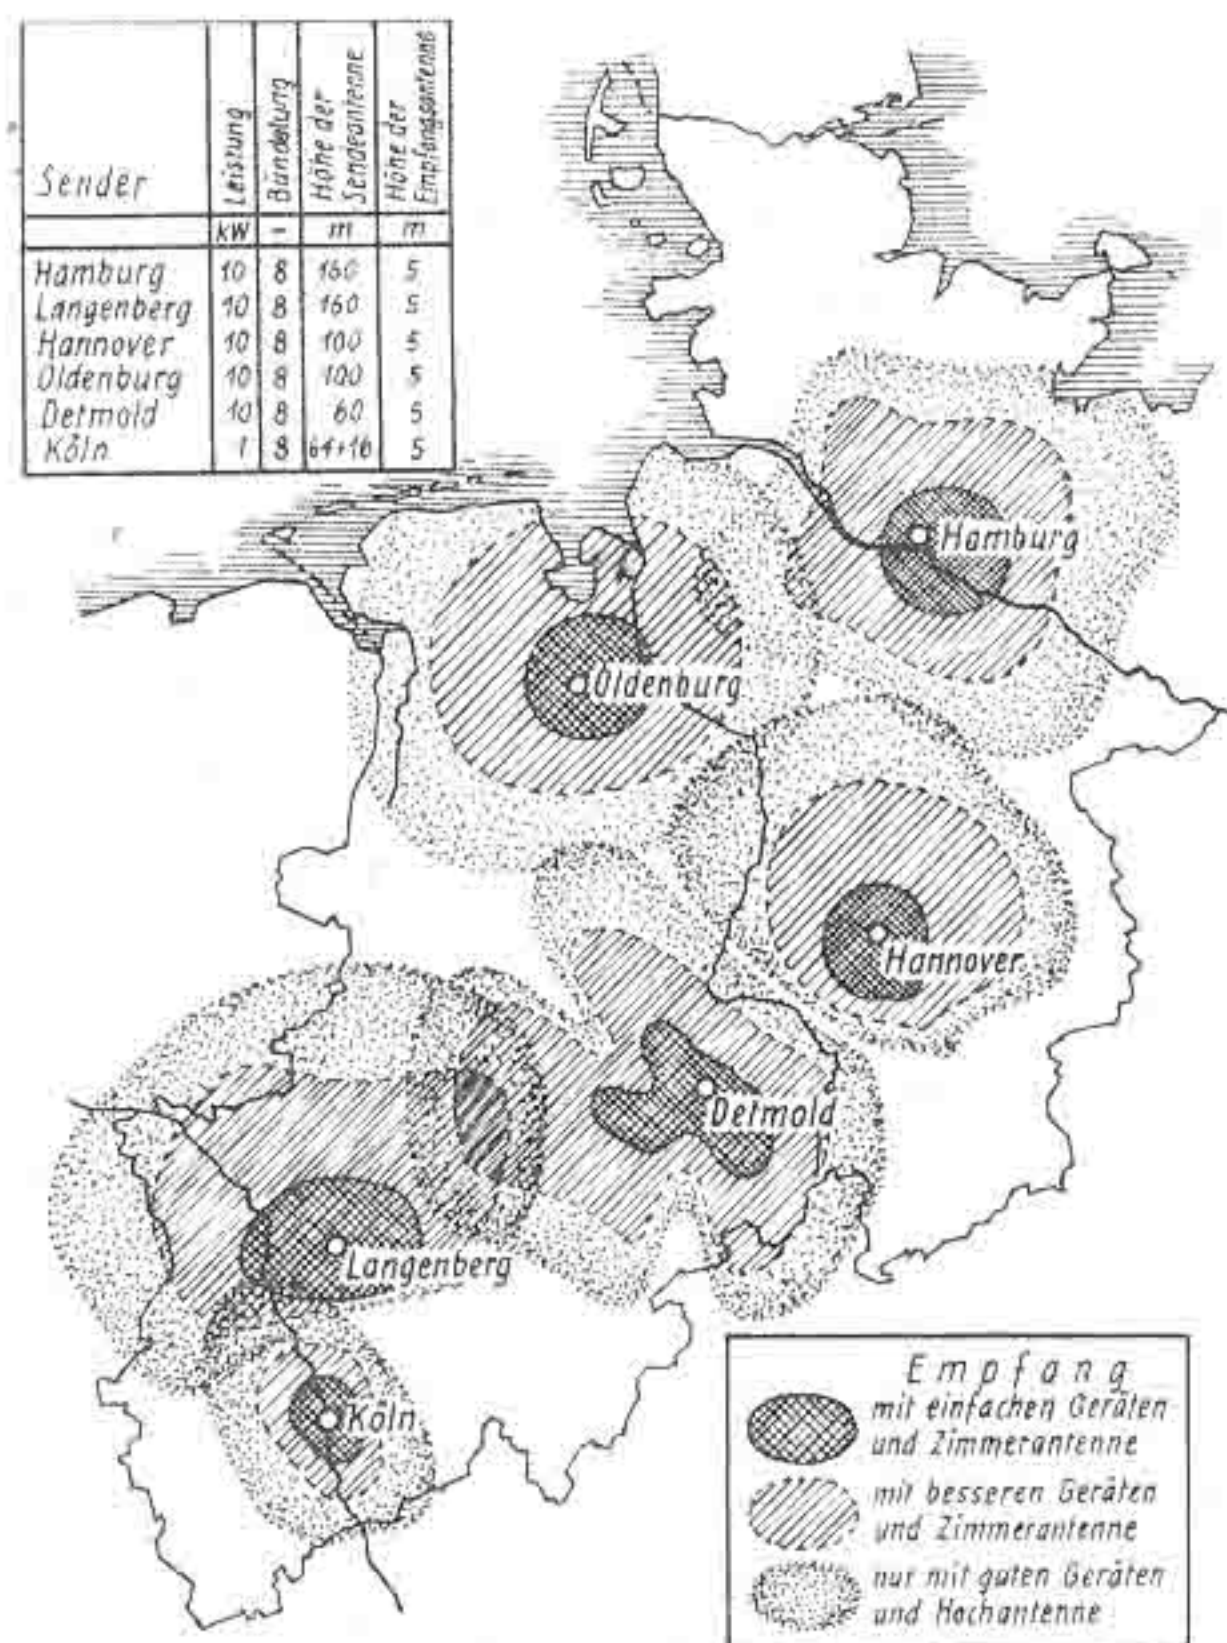 Sender
Leistung
Bündelung
Höhe der
Sendeantenne
Höhe der
Empfangsantenne
kW - m m
Hamburg 10 8 160 5
Langenberg 10 8 160 5
Hannover 10 8 100 5
Oldenburg 10 8 100 5
Detmold 10 8 60 5
Köln 1 8 64+16 5
Hamburg
Oldenburg
Hannover
Detmold
Langenberg
Köln
Empfang
mit einfachen Geräten
und Zimmerantenne
mit besseren Geräten
und Zimmerantenne
nur mit guten Geräten
und Hochantenne